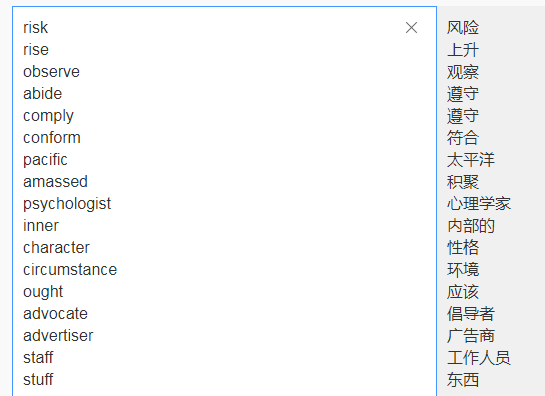 risk
rise
observe
abide
comply
conform
pacific
amassed
psychologist
inner
character
circumstance
ought
advocate
advertiser
staff
stuff
风险
上升
观察
遵守
遵守
符合
太平洋
积聚
心理学家
内部的
性格
环境
应该
倡导者
广告商
工作人员
东西